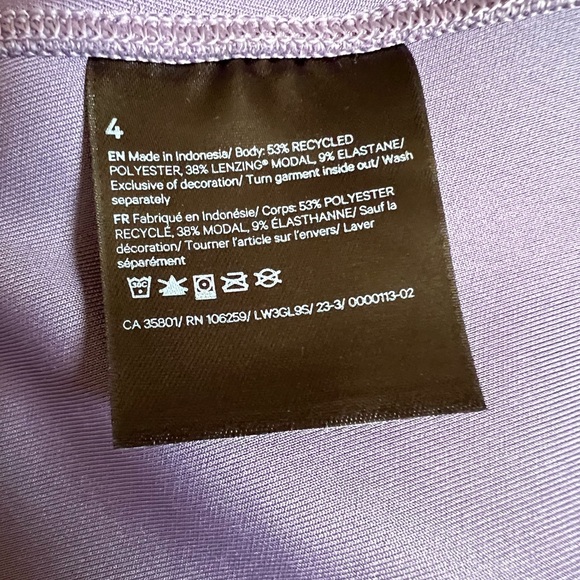 4
EN Made in Indonesia/ Body: 53% RECYCLED
POLYESTER, 38% LENZING® MODAL, 9% ELASTANE/
Exclusive of decoration/ Turn garment inside out/ Wash
separately
FR Fabriqué en Indonésie/ Corps: 53% POLYESTER
RECYCLÉ, 38% MODAL, 9% ÉLASTHANNE/ Sauf la
décoration/ Tourner l'article sur l'envers/ Laver
séparément
30C
CA 35801/ RN 106259/ LW3GL9S/ 23-3/ 0000113-02